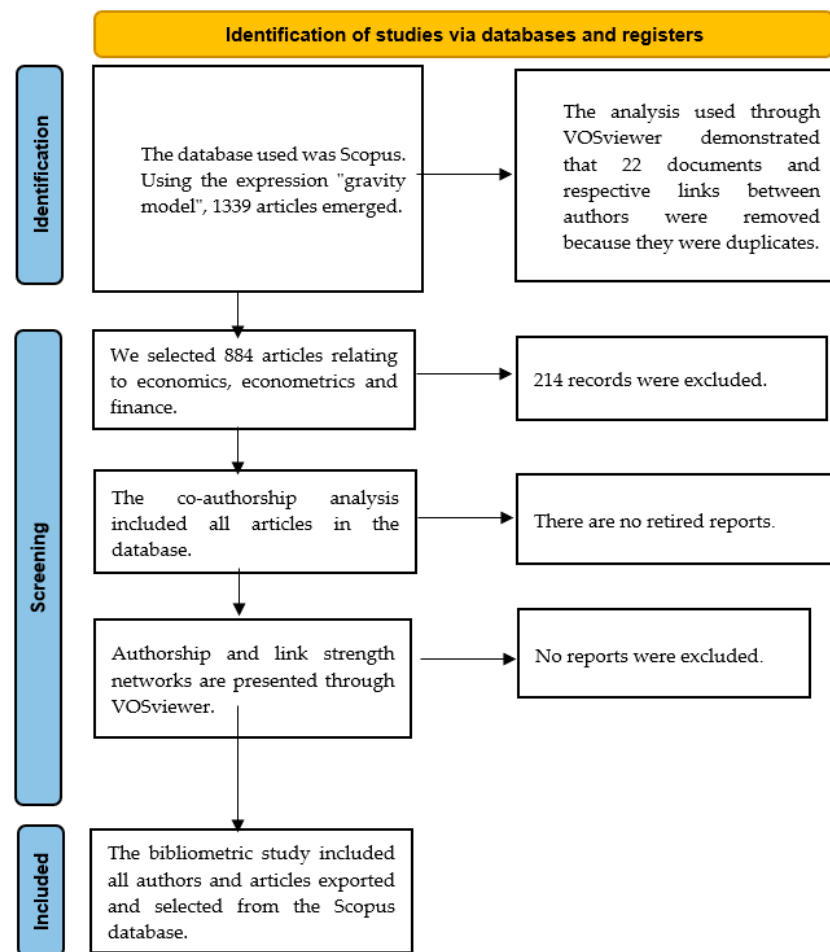 Identification of studies via databases and registers
Identification
The database used was Scopus.
Using the expression "gravity
model", 1339 articles emerged.
The analysis used through
VOSviewer demonstrated
that 22 documents and
respective links between
authors were removed
because they were duplicates.
Screening
We selected 884 articles relating
to economics, econometrics and
finance.
214 records were excluded.
The co-authorship analysis
included all articles in the
database.
There are no retired reports.
Authorship and link strength
networks are presented through
VOSviewer.
No reports were excluded.
Included
The bibliometric study included
all authors and articles exported
and selected from the Scopus
database.